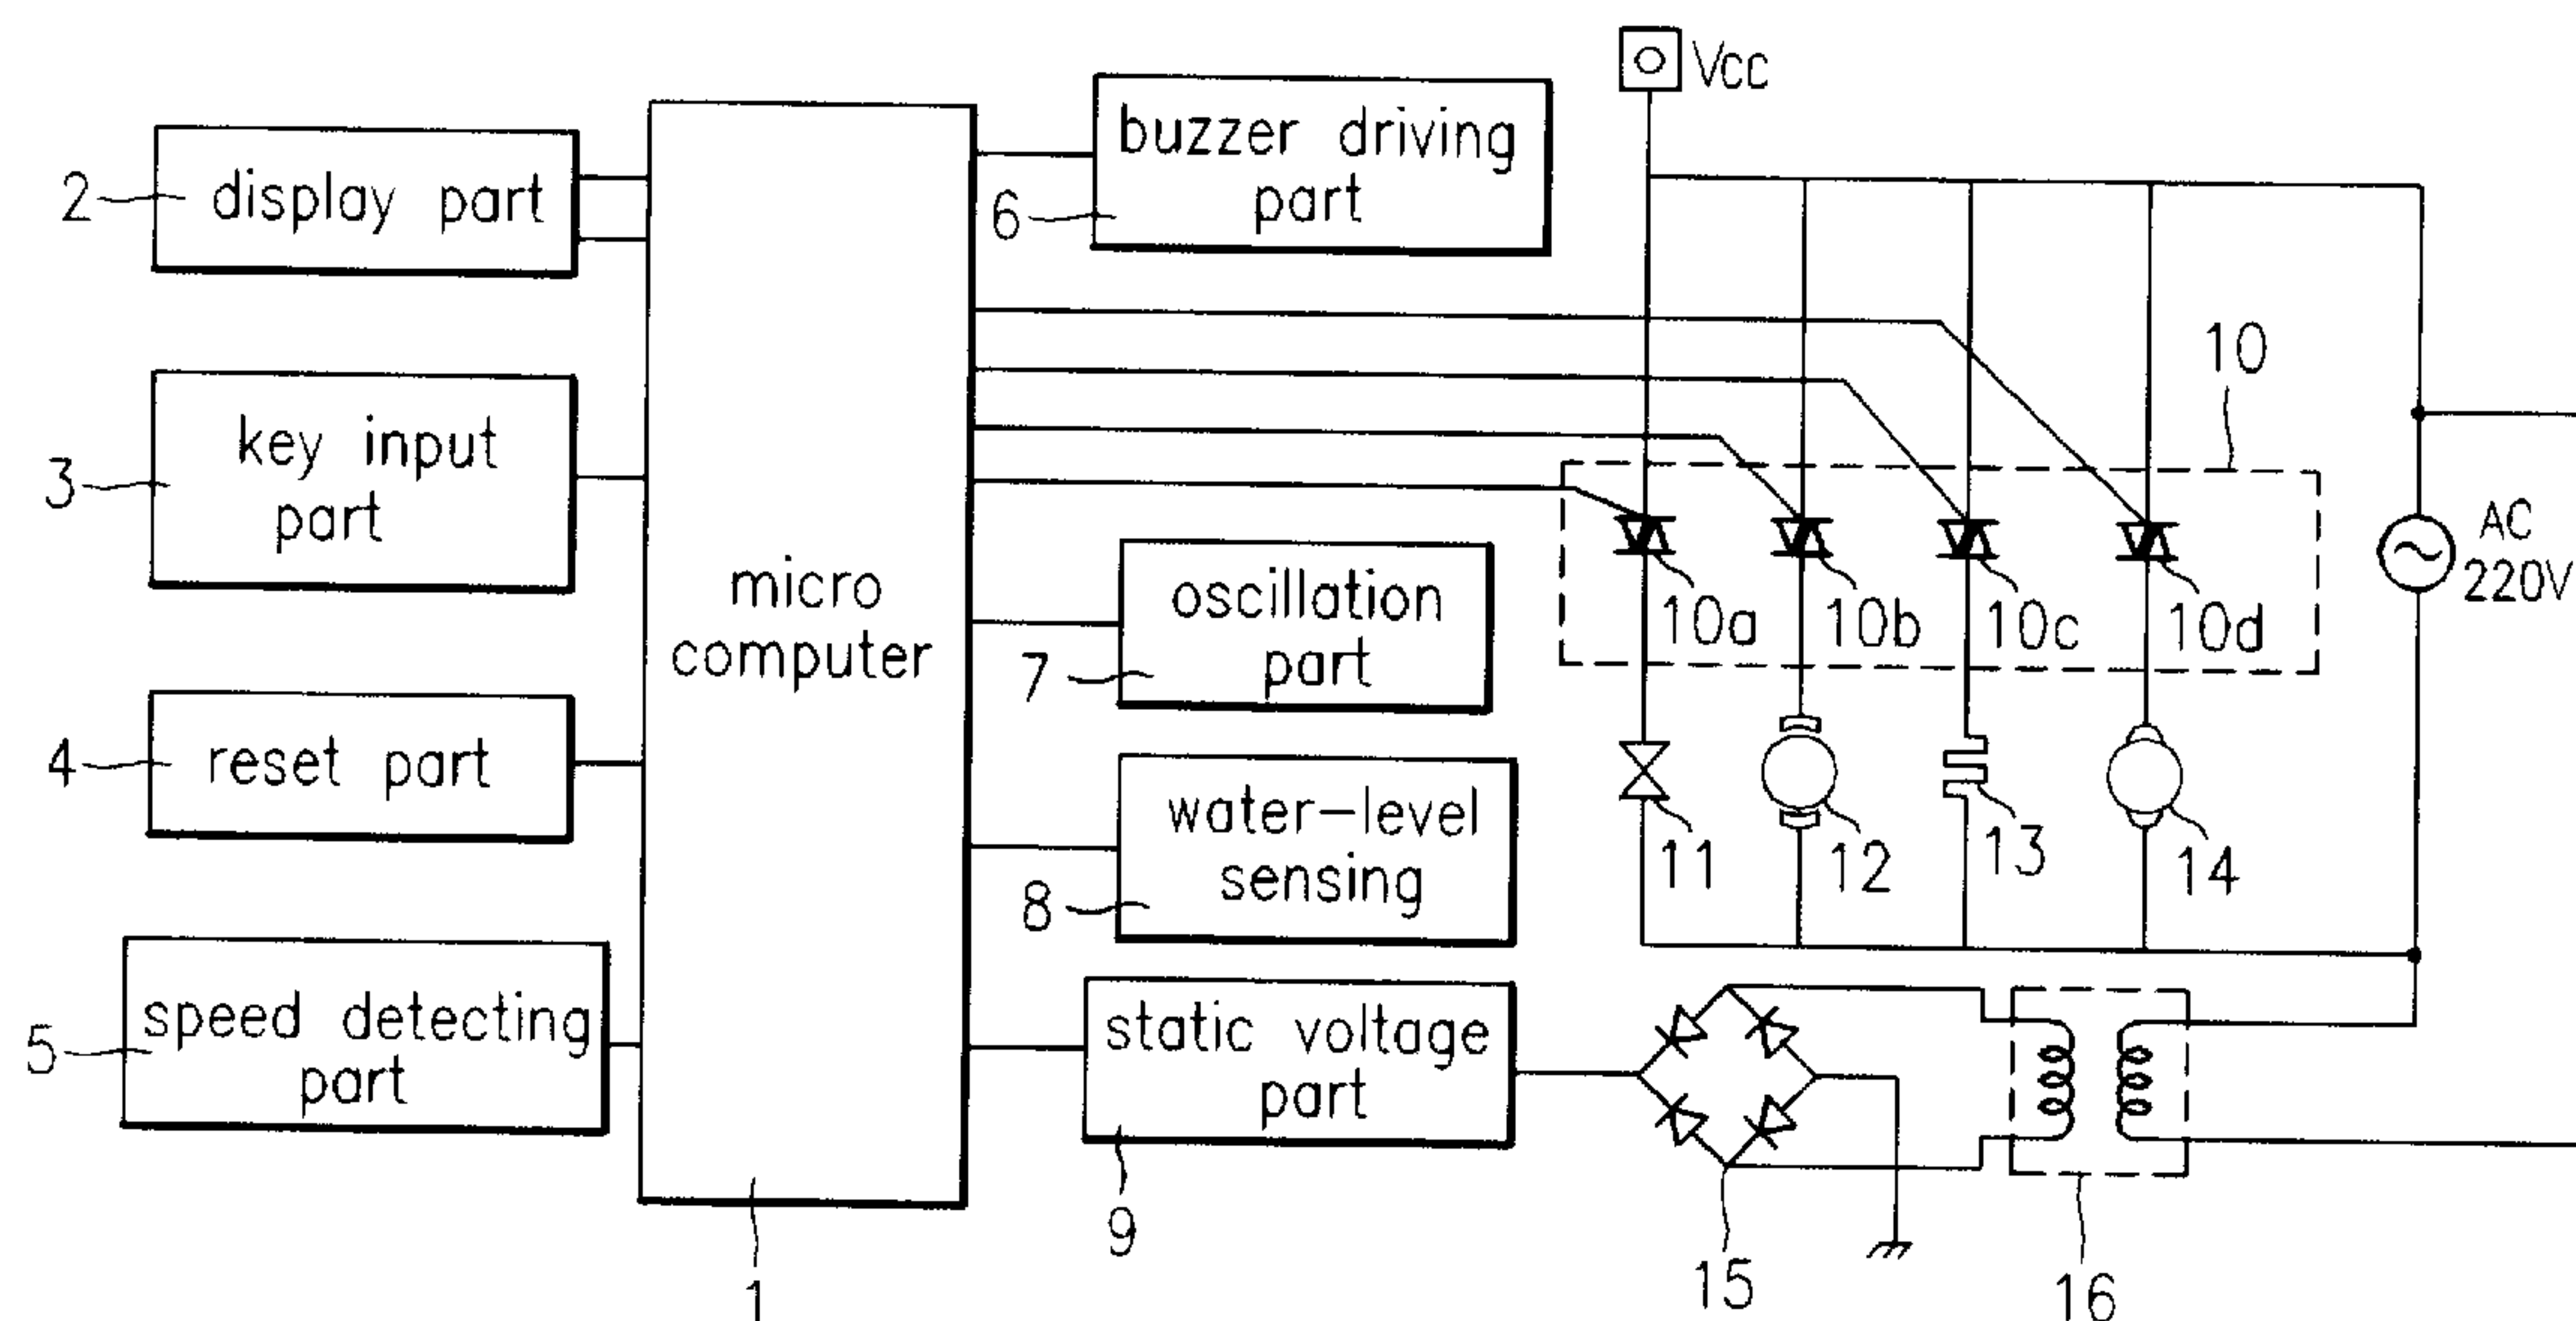 Vcc
buzzer driving
part
6
display part
2
10
key input
part
3
AC
220V
micro
computer
oscillation
part
7
10a
10b
10c
10d
reset part
4
water-level
sensing
8
11
12
13
14
speed detecting
part
5
static voltage
part
9
1
15
16